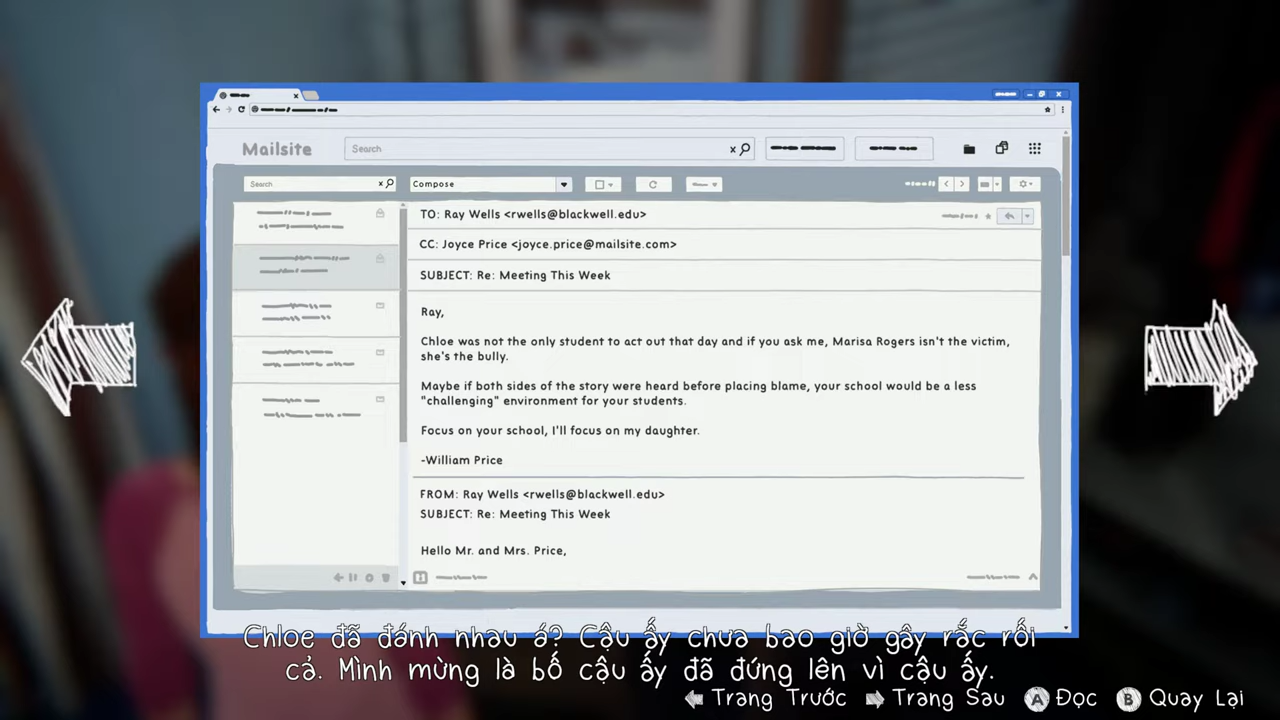 Mailsite
Search
x
Search
x
Compose
TO: Ray Wells <rwells@blackwell.edu>
CC: Joyce Price <joyce.price@mailsite.com>
SUBJECT: Re: Meeting This Week
Ray,
Chloe was not the only student to act out that day and if you ask me, Marisa Rogers isn't the victim,
she's the bully.
Maybe if both sides of the story were heard before placing blame, your school would be a less
"challenging" environment for your students.
Focus on your school, I'll focus on my daughter.
-William Price
FROM: Ray Wells <rwells@blackwell.edu>
SUBJECT: Re: Meeting This Week
Hello Mr. and Mrs. Price,
Chloe đã đánh nhau á? Cậu ấy chưa bao giờ gây rắc rối
cả. Mình mừng là bố cậu ấy đã đứng lên vì cậu ấy.
Trang Trước Trang Sau A Đọc B Quay Lại